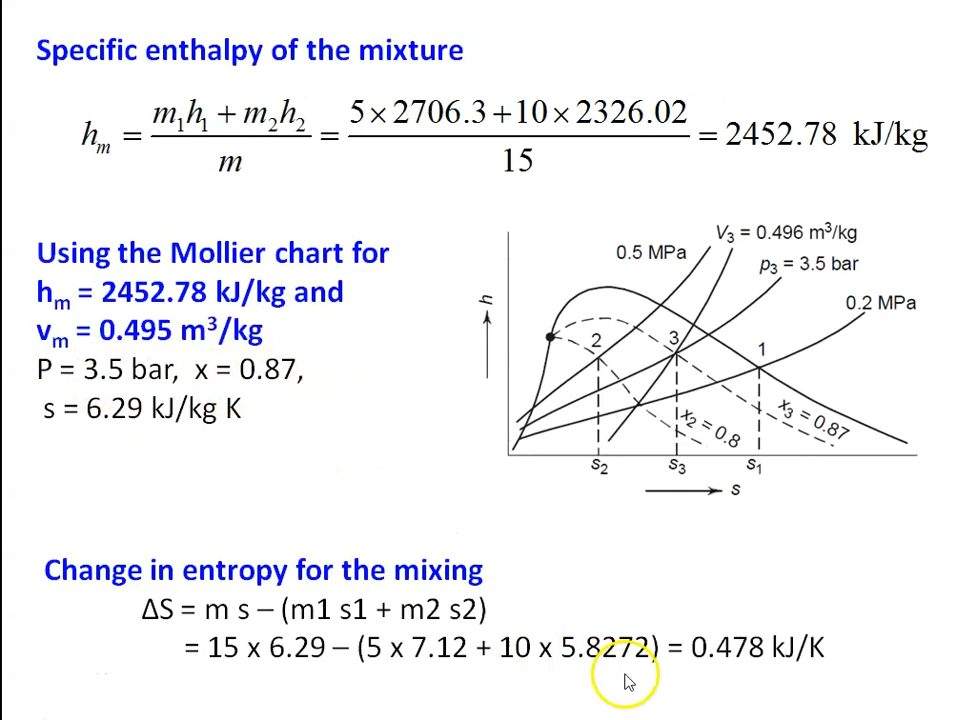 Specific enthalpy of the mixture
hₘ = (m₁h₁ + m₂h₂) / m = (5 × 2706.3 + 10 × 2326.02) / 15 = 2452.78 kJ/kg
Using the Mollier chart for
hₘ = 2452.78 kJ/kg and
vₘ = 0.495 m³/kg
P = 3.5 bar, x = 0.87,
s = 6.29 kJ/kg K
V₃ = 0.496 m³/kg
0.5 MPa
p₃ = 3.5 bar
0.2 MPa
h
2
3
1
x₂ = 0.8
x₃ = 0.87
s₂
s₃
s₁
s
Change in entropy for the mixing
ΔS = m s – (m1 s1 + m2 s2)
= 15 x 6.29 – (5 x 7.12 + 10 x 5.8272) = 0.478 kJ/K